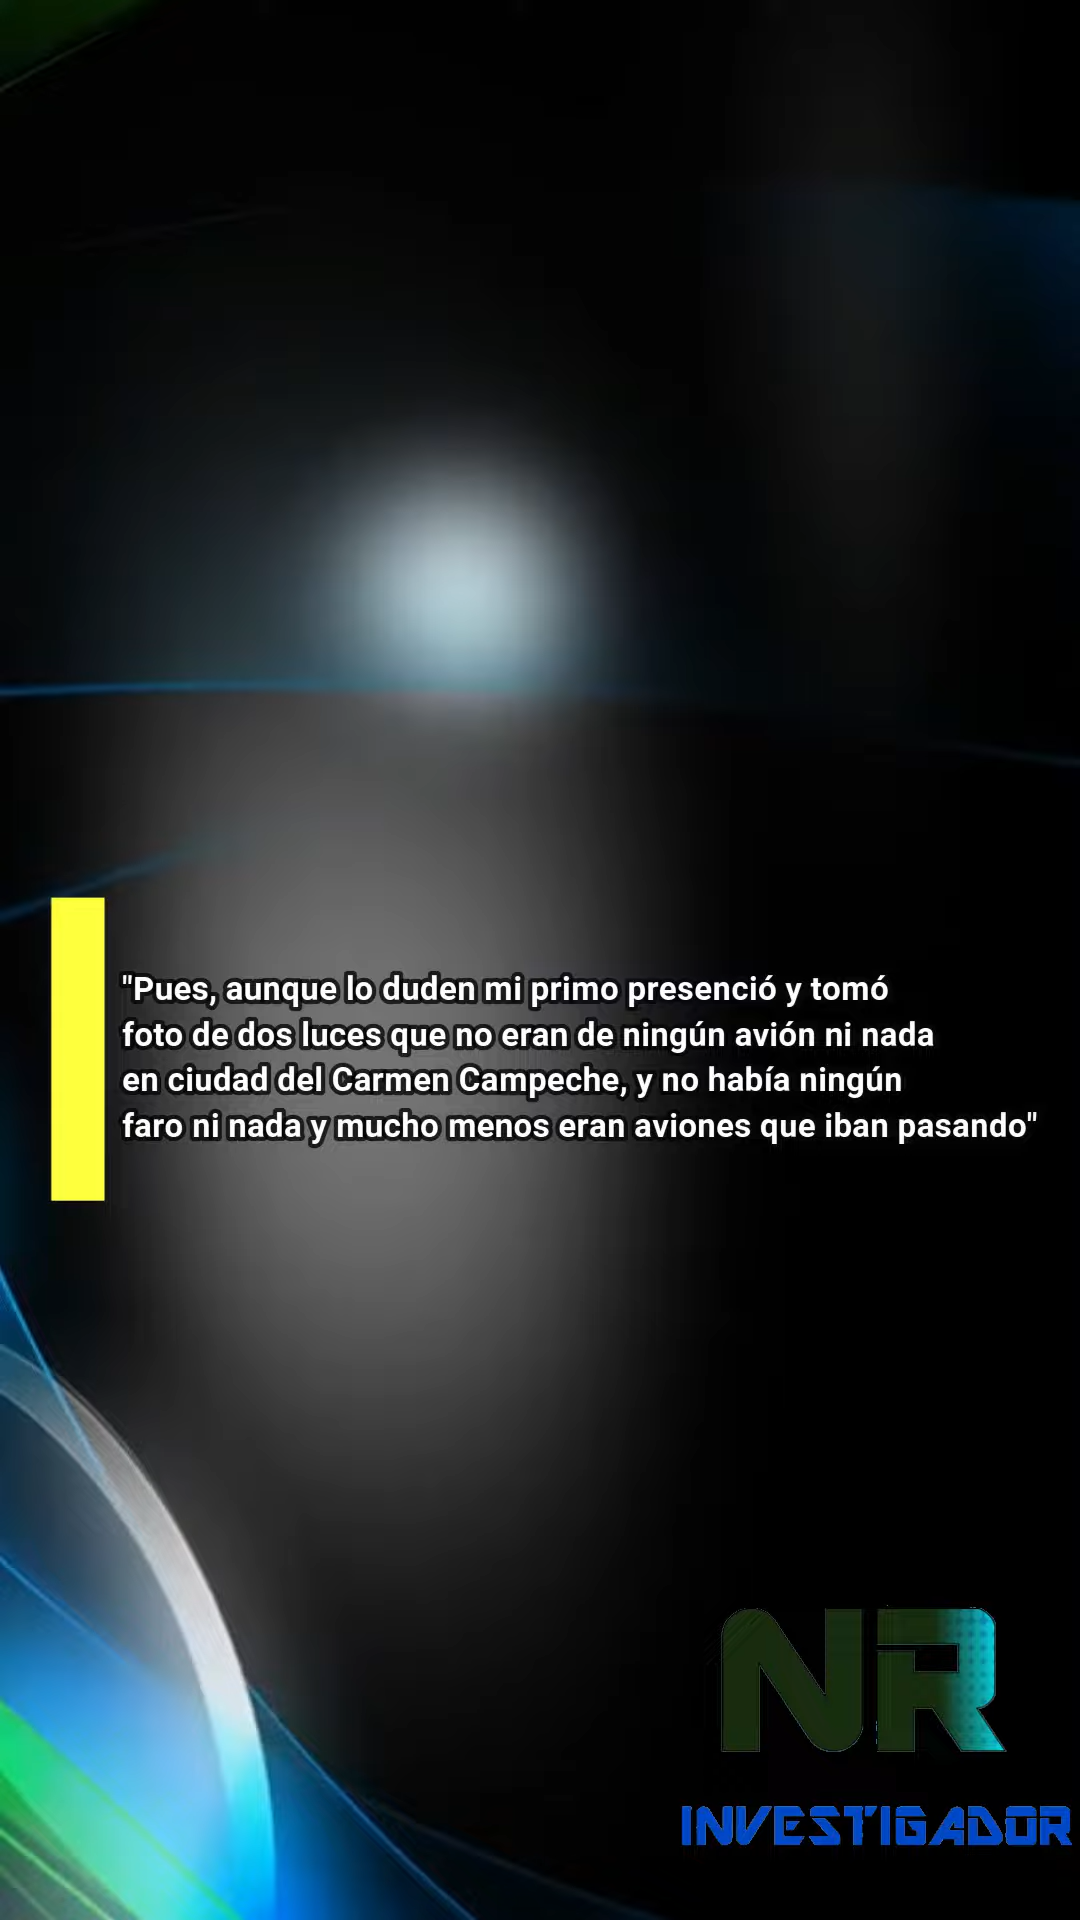 "Pues, aunque lo duden mi primo presenció y tomó
foto de dos luces que no eran de ningún avión ni nada
en ciudad del Carmen Campeche, y no había ningún
faro ni nada y mucho menos eran aviones que iban pasando"
NR
INVESTIGADOR